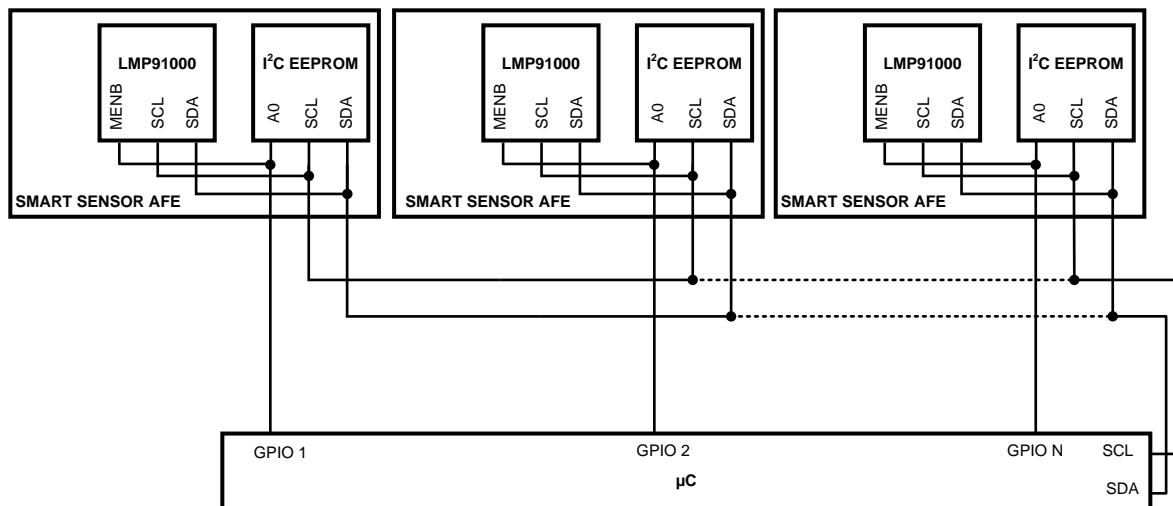 LMP91000
I²C EEPROM
MENB
SCL
SDA
A0
SCL
SDA
SMART SENSOR AFE
LMP91000
I²C EEPROM
MENB
SCL
SDA
A0
SCL
SDA
SMART SENSOR AFE
LMP91000
I²C EEPROM
MENB
SCL
SDA
A0
SCL
SDA
SMART SENSOR AFE
GPIO 1
GPIO 2
GPIO N
SCL
µC
SDA